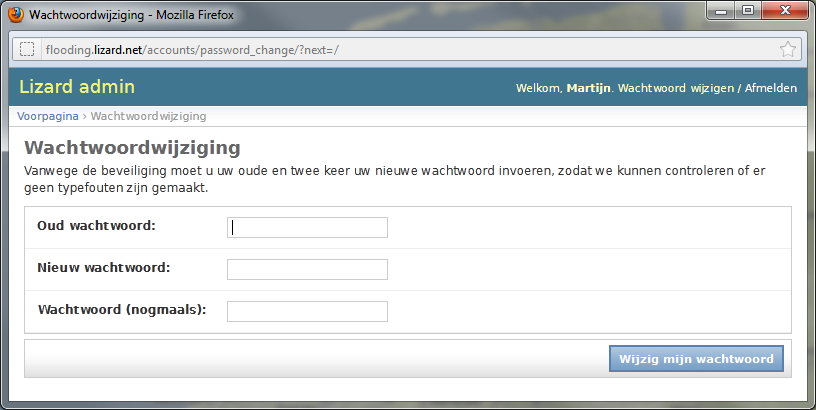 Wachtwoordwijziging - Mozilla Firefox
flooding.lizard.net/accounts/password_change/?next=/
Lizard admin
Welkom, Martijn. Wachtwoord wijzigen / Afmelden
Voorpagina › Wachtwoordwijziging
Wachtwoordwijziging
Vanwege de beveiliging moet u uw oude en twee keer uw nieuwe wachtwoord invoeren, zodat we kunnen controleren of er
geen typefouten zijn gemaakt.
Oud wachtwoord:
Nieuw wachtwoord:
Wachtwoord (nogmaals):
Wijzig mijn wachtwoord